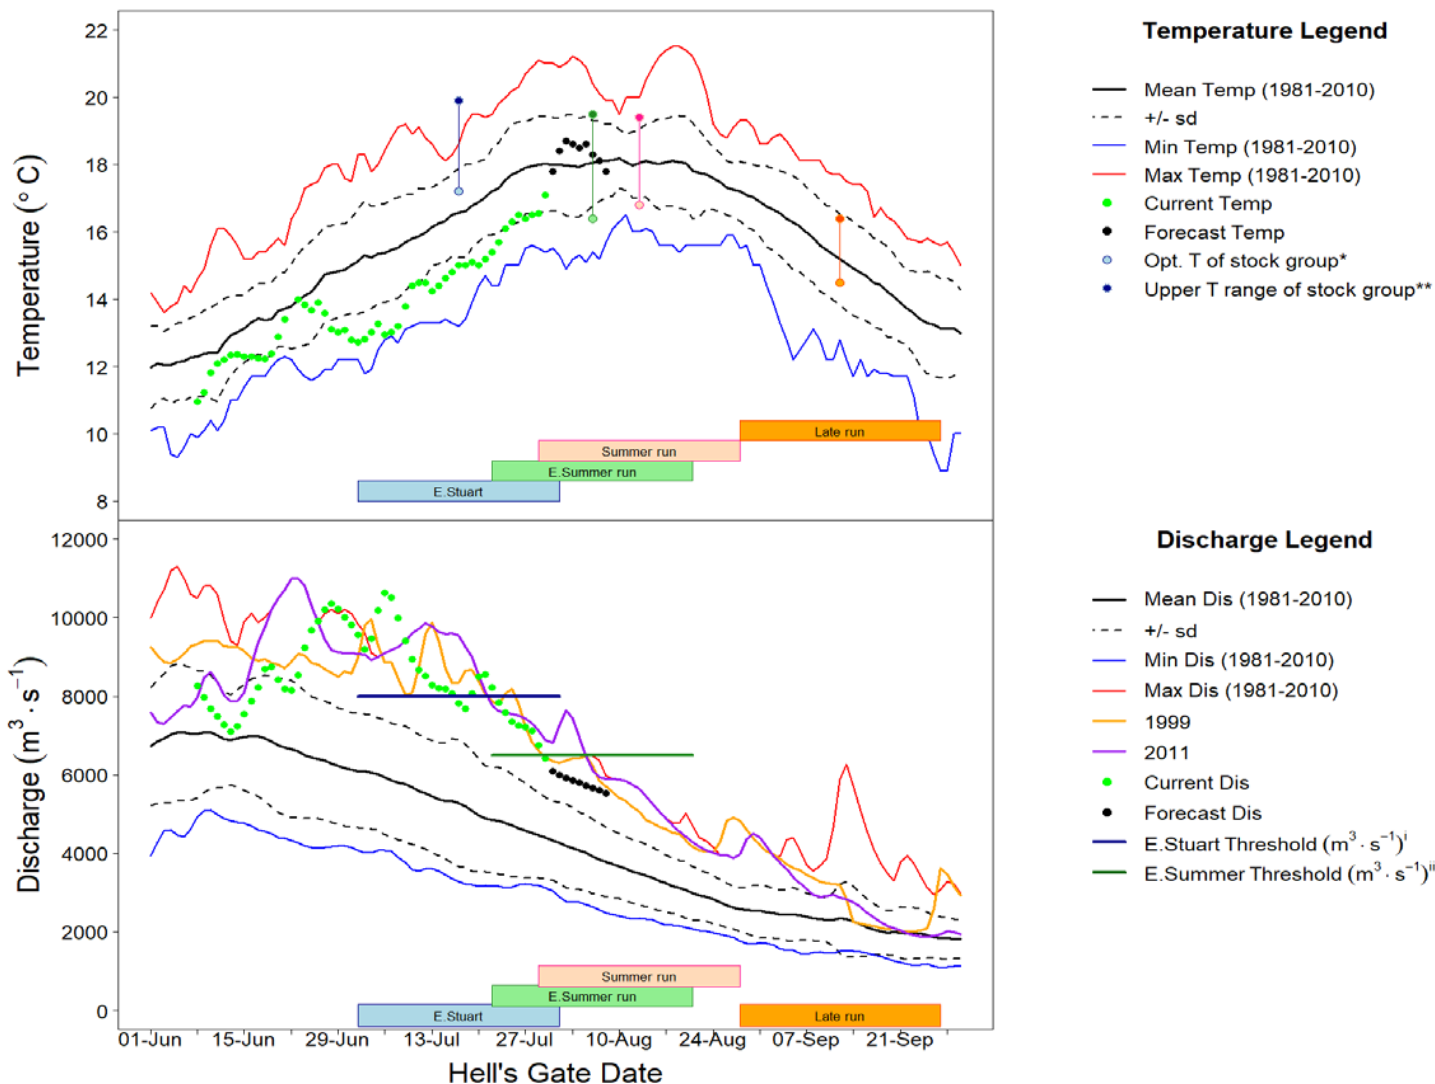 Temperature (° C)
22
20
18
16
14
12
10
8
Late run
Summer run
E.Summer run
E.Stuart
Temperature Legend
Mean Temp (1981-2010)
+/- sd
Min Temp (1981-2010)
Max Temp (1981-2010)
Current Temp
Forecast Temp
Opt. T of stock group*
Upper T range of stock group**
Discharge (m³ · s⁻¹)
12000
10000
8000
6000
4000
2000
0
Summer run
E.Summer run
E.Stuart
Late run
01-Jun 15-Jun 29-Jun 13-Jul 27-Jul 10-Aug 24-Aug 07-Sep 21-Sep
Hell's Gate Date
Discharge Legend
Mean Dis (1981-2010)
+/- sd
Min Dis (1981-2010)
Max Dis (1981-2010)
1999
2011
Current Dis
Forecast Dis
E.Stuart Threshold (m³ · s⁻¹)ⁱ
E.Summer Threshold (m³ · s⁻¹)ⁱⁱ